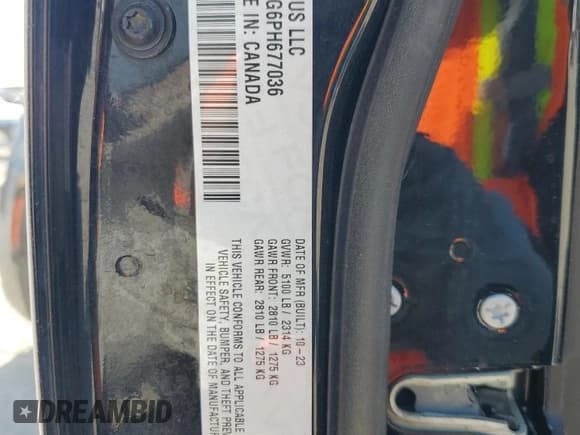 US LLC
G6PH677036
E IN: CANADA
DATE OF MFR (BUILT): 10-23
GVWR: 5100 LB / 2314 KG
GAWR FRONT: 2810 LB / 1275 KG
GAWR REAR: 2810 LB / 1275 KG
THIS VEHICLE CONFORMS TO ALL APPLICABLE
VEHICLE SAFETY, BUMPER, AND THEFT PREV
IN EFFECT ON THE DATE OF MANUFACTUR
DREAMBID